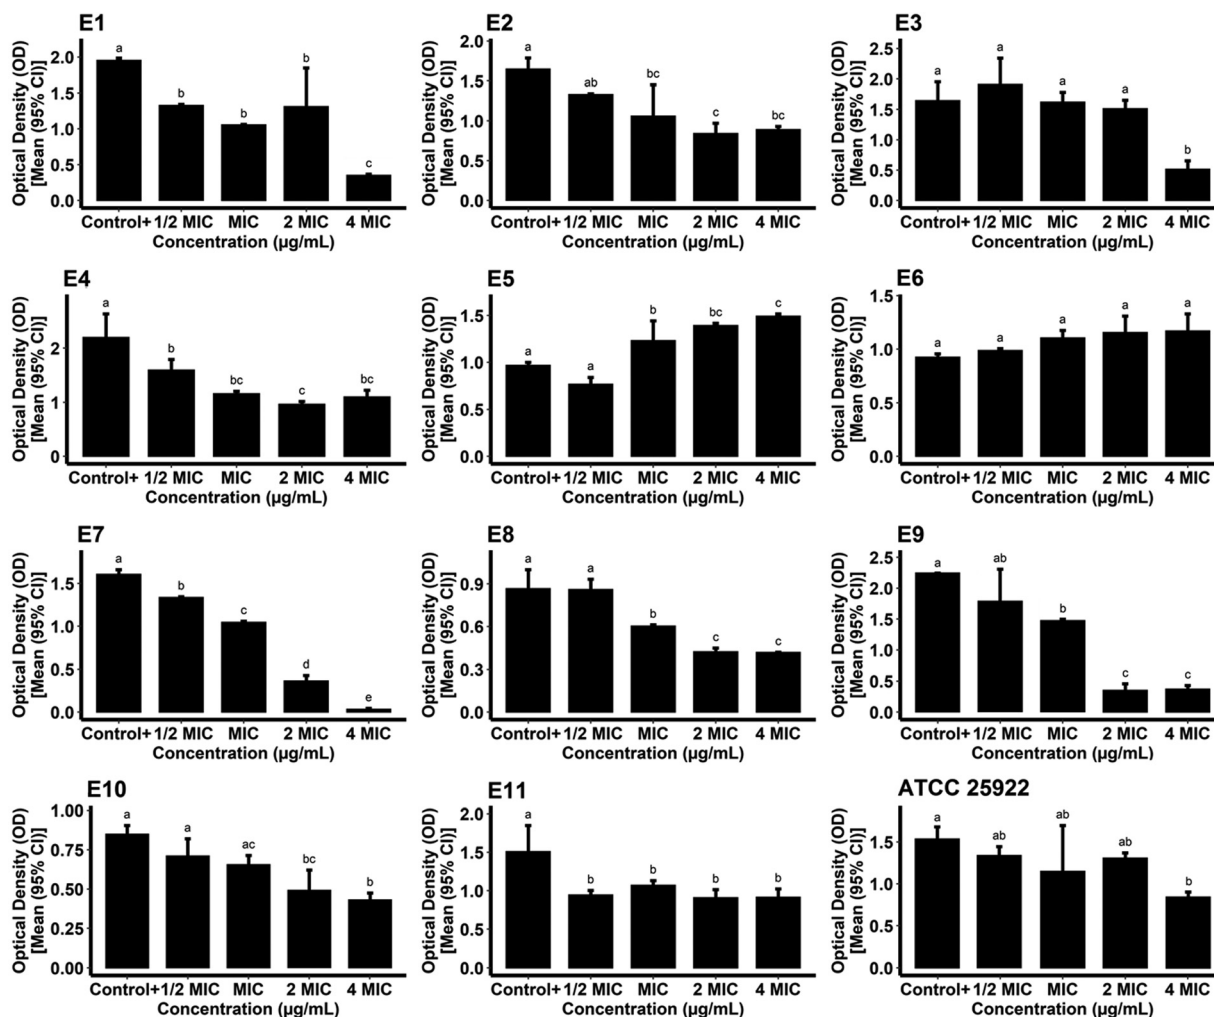 E1
Optical Density (OD)
[Mean (95% CI)]
2.0
1.5
1.0
0.5
0.0
a
b
b
b
c
Control+ 1/2 MIC MIC 2 MIC 4 MIC
Concentration (µg/mL)
E2
Optical Density (OD)
[Mean (95% CI)]
2.0
1.5
1.0
0.5
0.0
a
ab
bc
c
bc
Control+ 1/2 MIC MIC 2 MIC 4 MIC
Concentration (µg/mL)
E3
Optical Density (OD)
[Mean (95% CI)]
2.5
2.0
1.5
1.0
0.5
0.0
a
a
a
a
b
Control+ 1/2 MIC MIC 2 MIC 4 MIC
Concentration (µg/mL)
E4
Optical Density (OD)
[Mean (95% CI)]
2
1
0
a
b
bc
c
bc
Control+ 1/2 MIC MIC 2 MIC 4 MIC
Concentration (µg/mL)
E5
Optical Density (OD)
[Mean (95% CI)]
1.5
1.0
0.5
0.0
a
a
b
bc
c
Control+ 1/2 MIC MIC 2 MIC 4 MIC
Concentration (µg/mL)
E6
Optical Density (OD)
[Mean (95% CI)]
1.5
1.0
0.5
0.0
a
a
a
a
a
Control+ 1/2 MIC MIC 2 MIC 4 MIC
Concentration (µg/mL)
E7
Optical Density (OD)
[Mean (95% CI)]
1.5
1.0
0.5
0.0
a
b
c
d
e
Control+ 1/2 MIC MIC 2 MIC 4 MIC
Concentration (µg/mL)
E8
Optical Density (OD)
[Mean (95% CI)]
0.9
0.6
0.3
0.0
a
a
b
c
c
Control+ 1/2 MIC MIC 2 MIC 4 MIC
Concentration (µg/mL)
E9
Optical Density (OD)
[Mean (95% CI)]
2.5
2.0
1.5
1.0
0.5
0.0
a
ab
b
c
c
Control+ 1/2 MIC MIC 2 MIC 4 MIC
Concentration (µg/mL)
E10
Optical Density (OD)
[Mean (95% CI)]
1.00
0.75
0.50
0.25
0.00
a
a
ac
bc
b
Control+ 1/2 MIC MIC 2 MIC 4 MIC
Concentration (µg/mL)
E11
Optical Density (OD)
[Mean (95% CI)]
2.0
1.5
1.0
0.5
0.0
a
b
b
b
b
Control+ 1/2 MIC MIC 2 MIC 4 MIC
Concentration (µg/mL)
ATCC 25922
Optical Density (OD)
[Mean (95% CI)]
1.5
1.0
0.5
0.0
a
ab
ab
ab
b
Control+ 1/2 MIC MIC 2 MIC 4 MIC
Concentration (µg/mL)